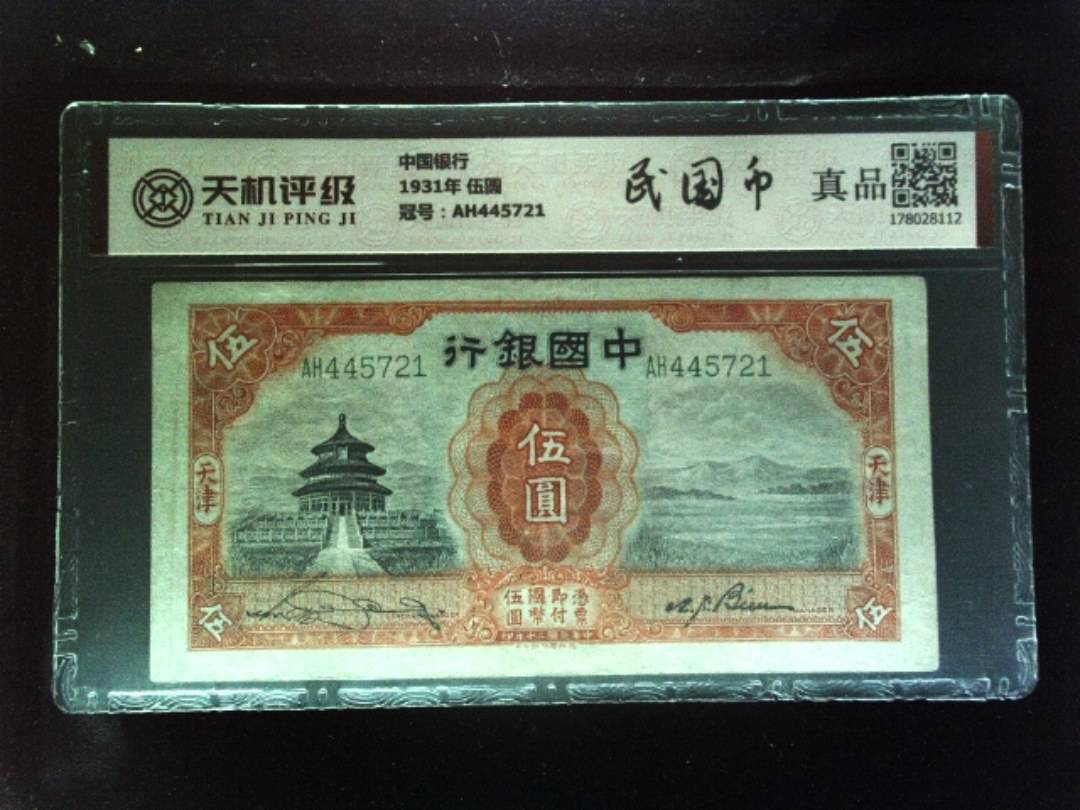 天机评级
TIAN JI PING JI
中国银行
1931年 伍圆
冠号：AH445721
民国币
真品
178028112
伍
伍
中國銀行
AH445721
AH445721
伍圓
天津
天津
憑票即付國幣伍圓
MANAGER
伍
伍